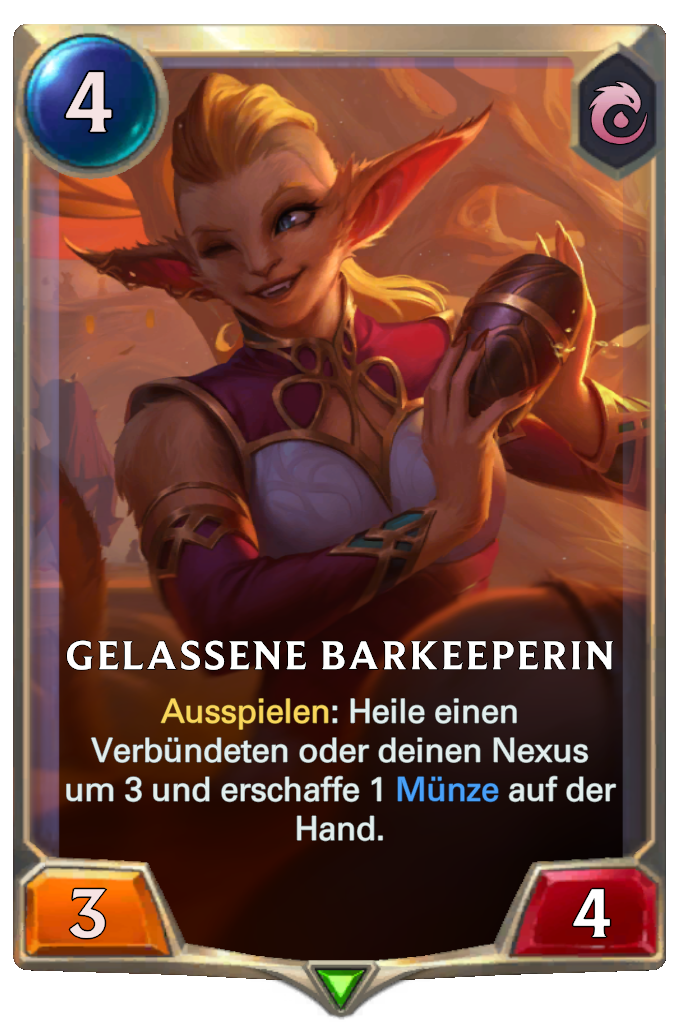 4
GELASSENE BARKEEPERIN
Ausspielen: Heile einen
Verbündeten oder deinen Nexus
um 3 und erschaffe 1 Münze auf der
Hand.
3
4